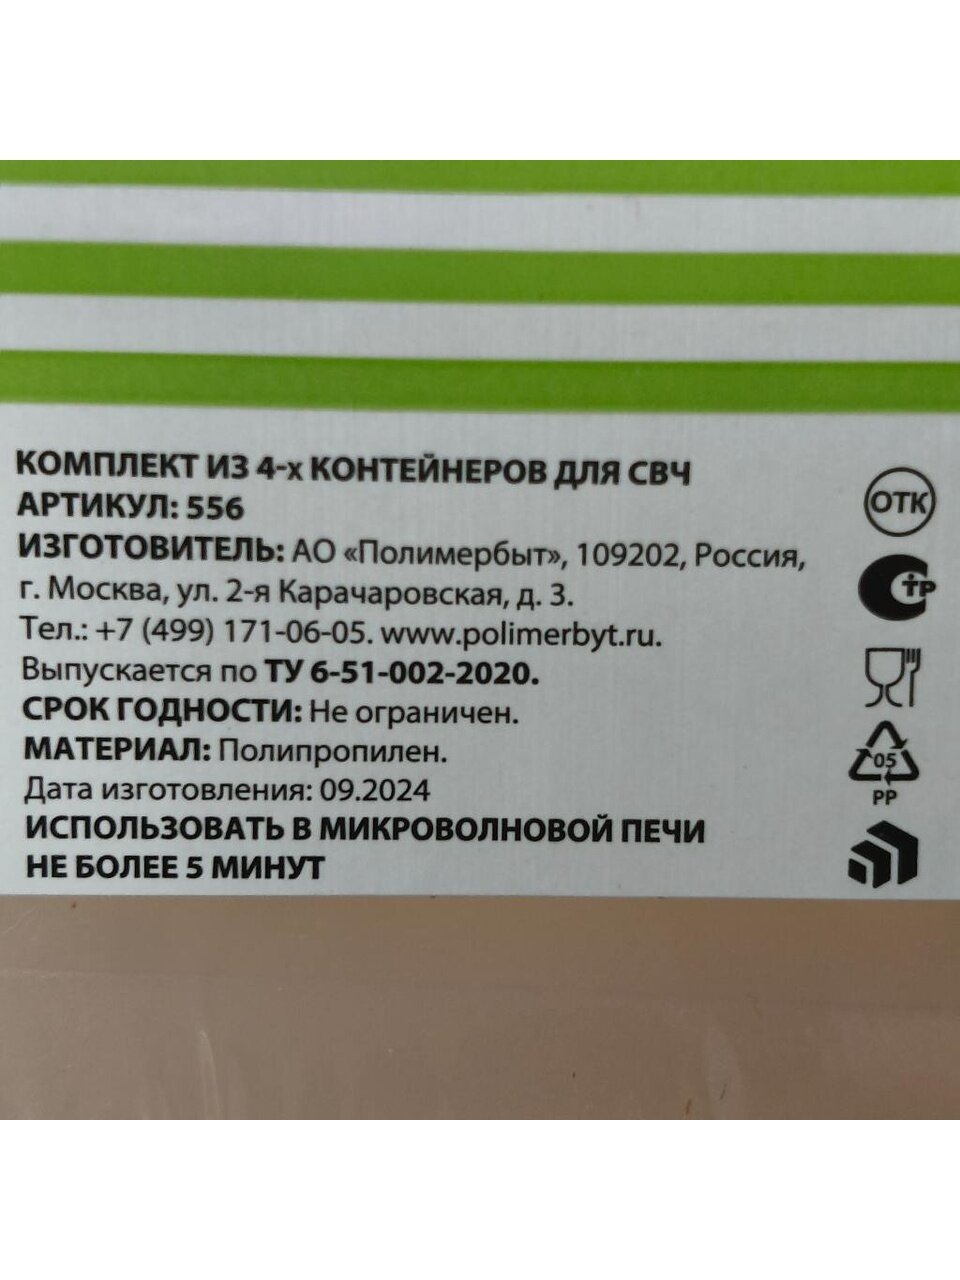 КОМПЛЕКТ ИЗ 4-х КОНТЕЙНЕРОВ ДЛЯ СВЧ
АРТИКУЛ: 556
ИЗГОТОВИТЕЛЬ: АО «Полимербыт», 109202, Россия,
г. Москва, ул. 2-я Карачаровская, д. 3.
Тел.: +7 (499) 171-06-05. www.polimerbyt.ru.
Выпускается по ТУ 6-51-002-2020.
СРОК ГОДНОСТИ: Не ограничен.
МАТЕРИАЛ: Полипропилен.
Дата изготовления: 09.2024
ИСПОЛЬЗОВАТЬ В МИКРОВОЛНОВОЙ ПЕЧИ
НЕ БОЛЕЕ 5 МИНУТ
ОТК
ТР
05
PP